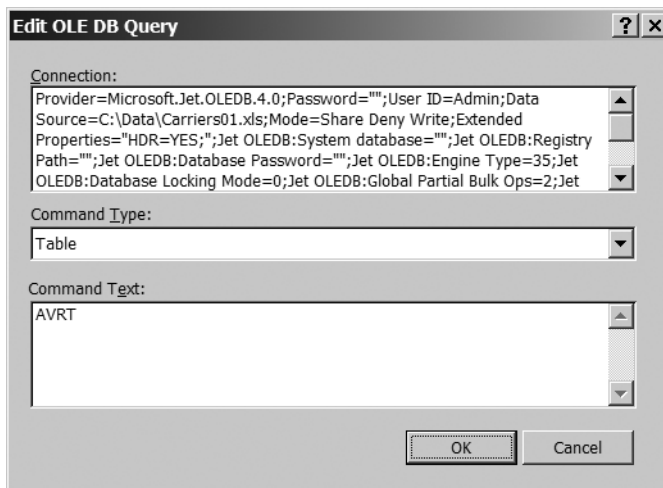 Edit OLE DB Query
Connection:
Provider=Microsoft.Jet.OLEDB.4.0;Password="";User ID=Admin;Data
Source=C:\Data\Carriers01.xls;Mode=Share Deny Write;Extended
Properties="HDR=YES;";Jet OLEDB:System database="";Jet OLEDB:Registry
Path="";Jet OLEDB:Database Password="";Jet OLEDB:Engine Type=35;Jet
OLEDB:Database Locking Mode=0;Jet OLEDB:Global Partial Bulk Ops=2;Jet
Command Type:
Table
Command Text:
AVRT
OK Cancel